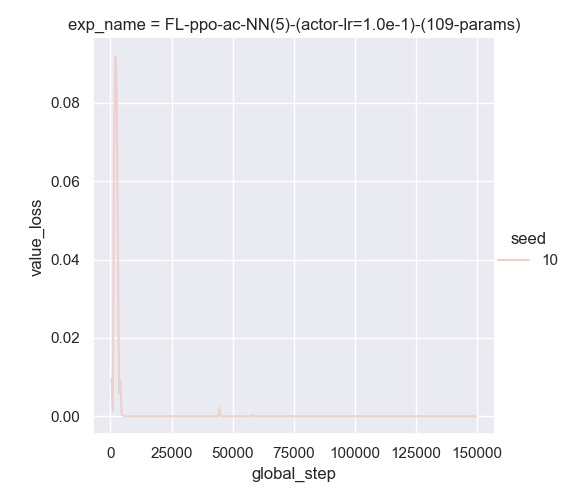 exp_name = FL-ppo-ac-NN(5)-(actor-lr=1.0e-1)-(109-params)
0.08
0.06
0.04
0.02
0.00
value_loss
0 25000 50000 75000 100000 125000 150000
global_step
seed
10